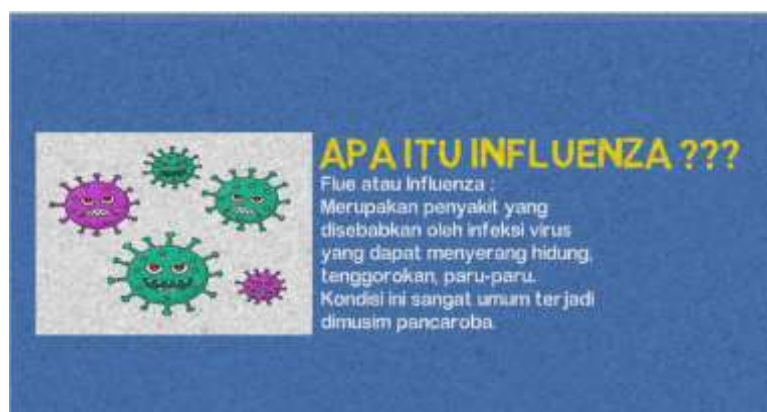 APA ITU INFLUENZA ???
Flue atau Influenza :
Merupakan penyakit yang
disebabkan oleh infeksi virus
yang dapat menyerang hidung,
tenggorokan, paru-paru.
Kondisi ini sangat umum terjadi
dimusim pancaroba.